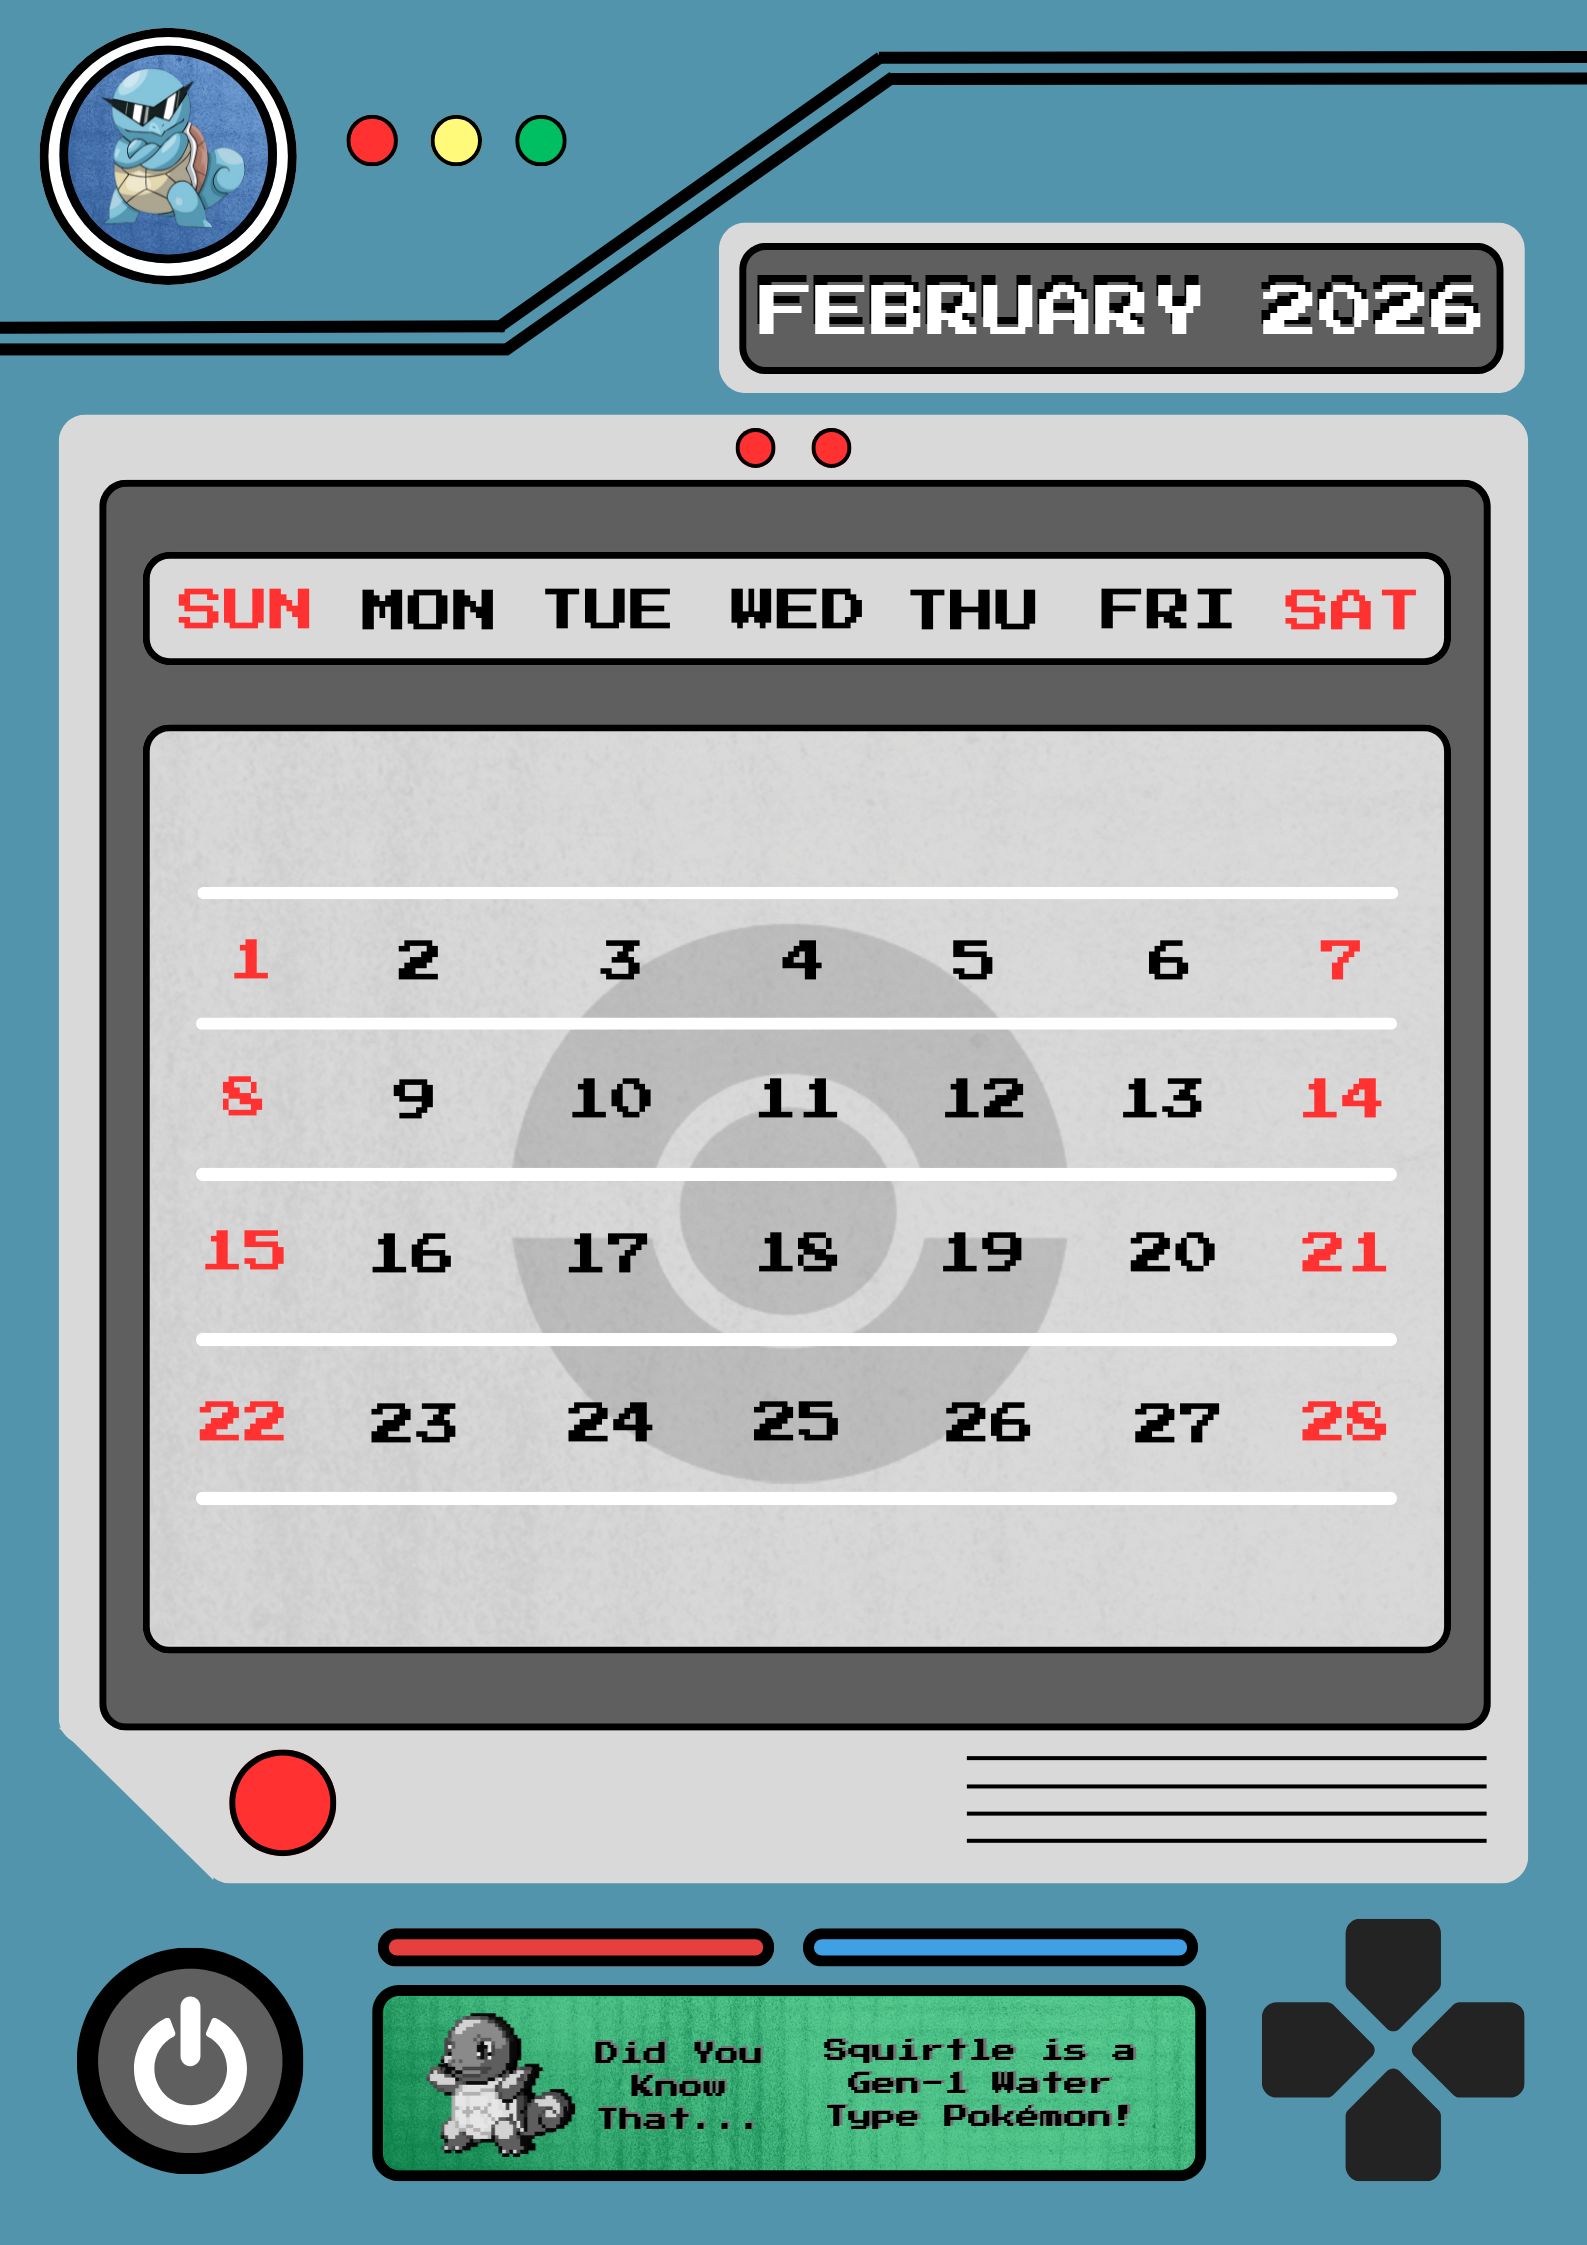 FEBRUARY 2026
SUN MON TUE WED THU FRI SAT
1 2 3 4 5 6 7
8 9 10 11 12 13 14
15 16 17 18 19 20 21
22 23 24 25 26 27 28
Did You
Know
That...
Squirtle is a
Gen-1 Water
Type Pokémon!